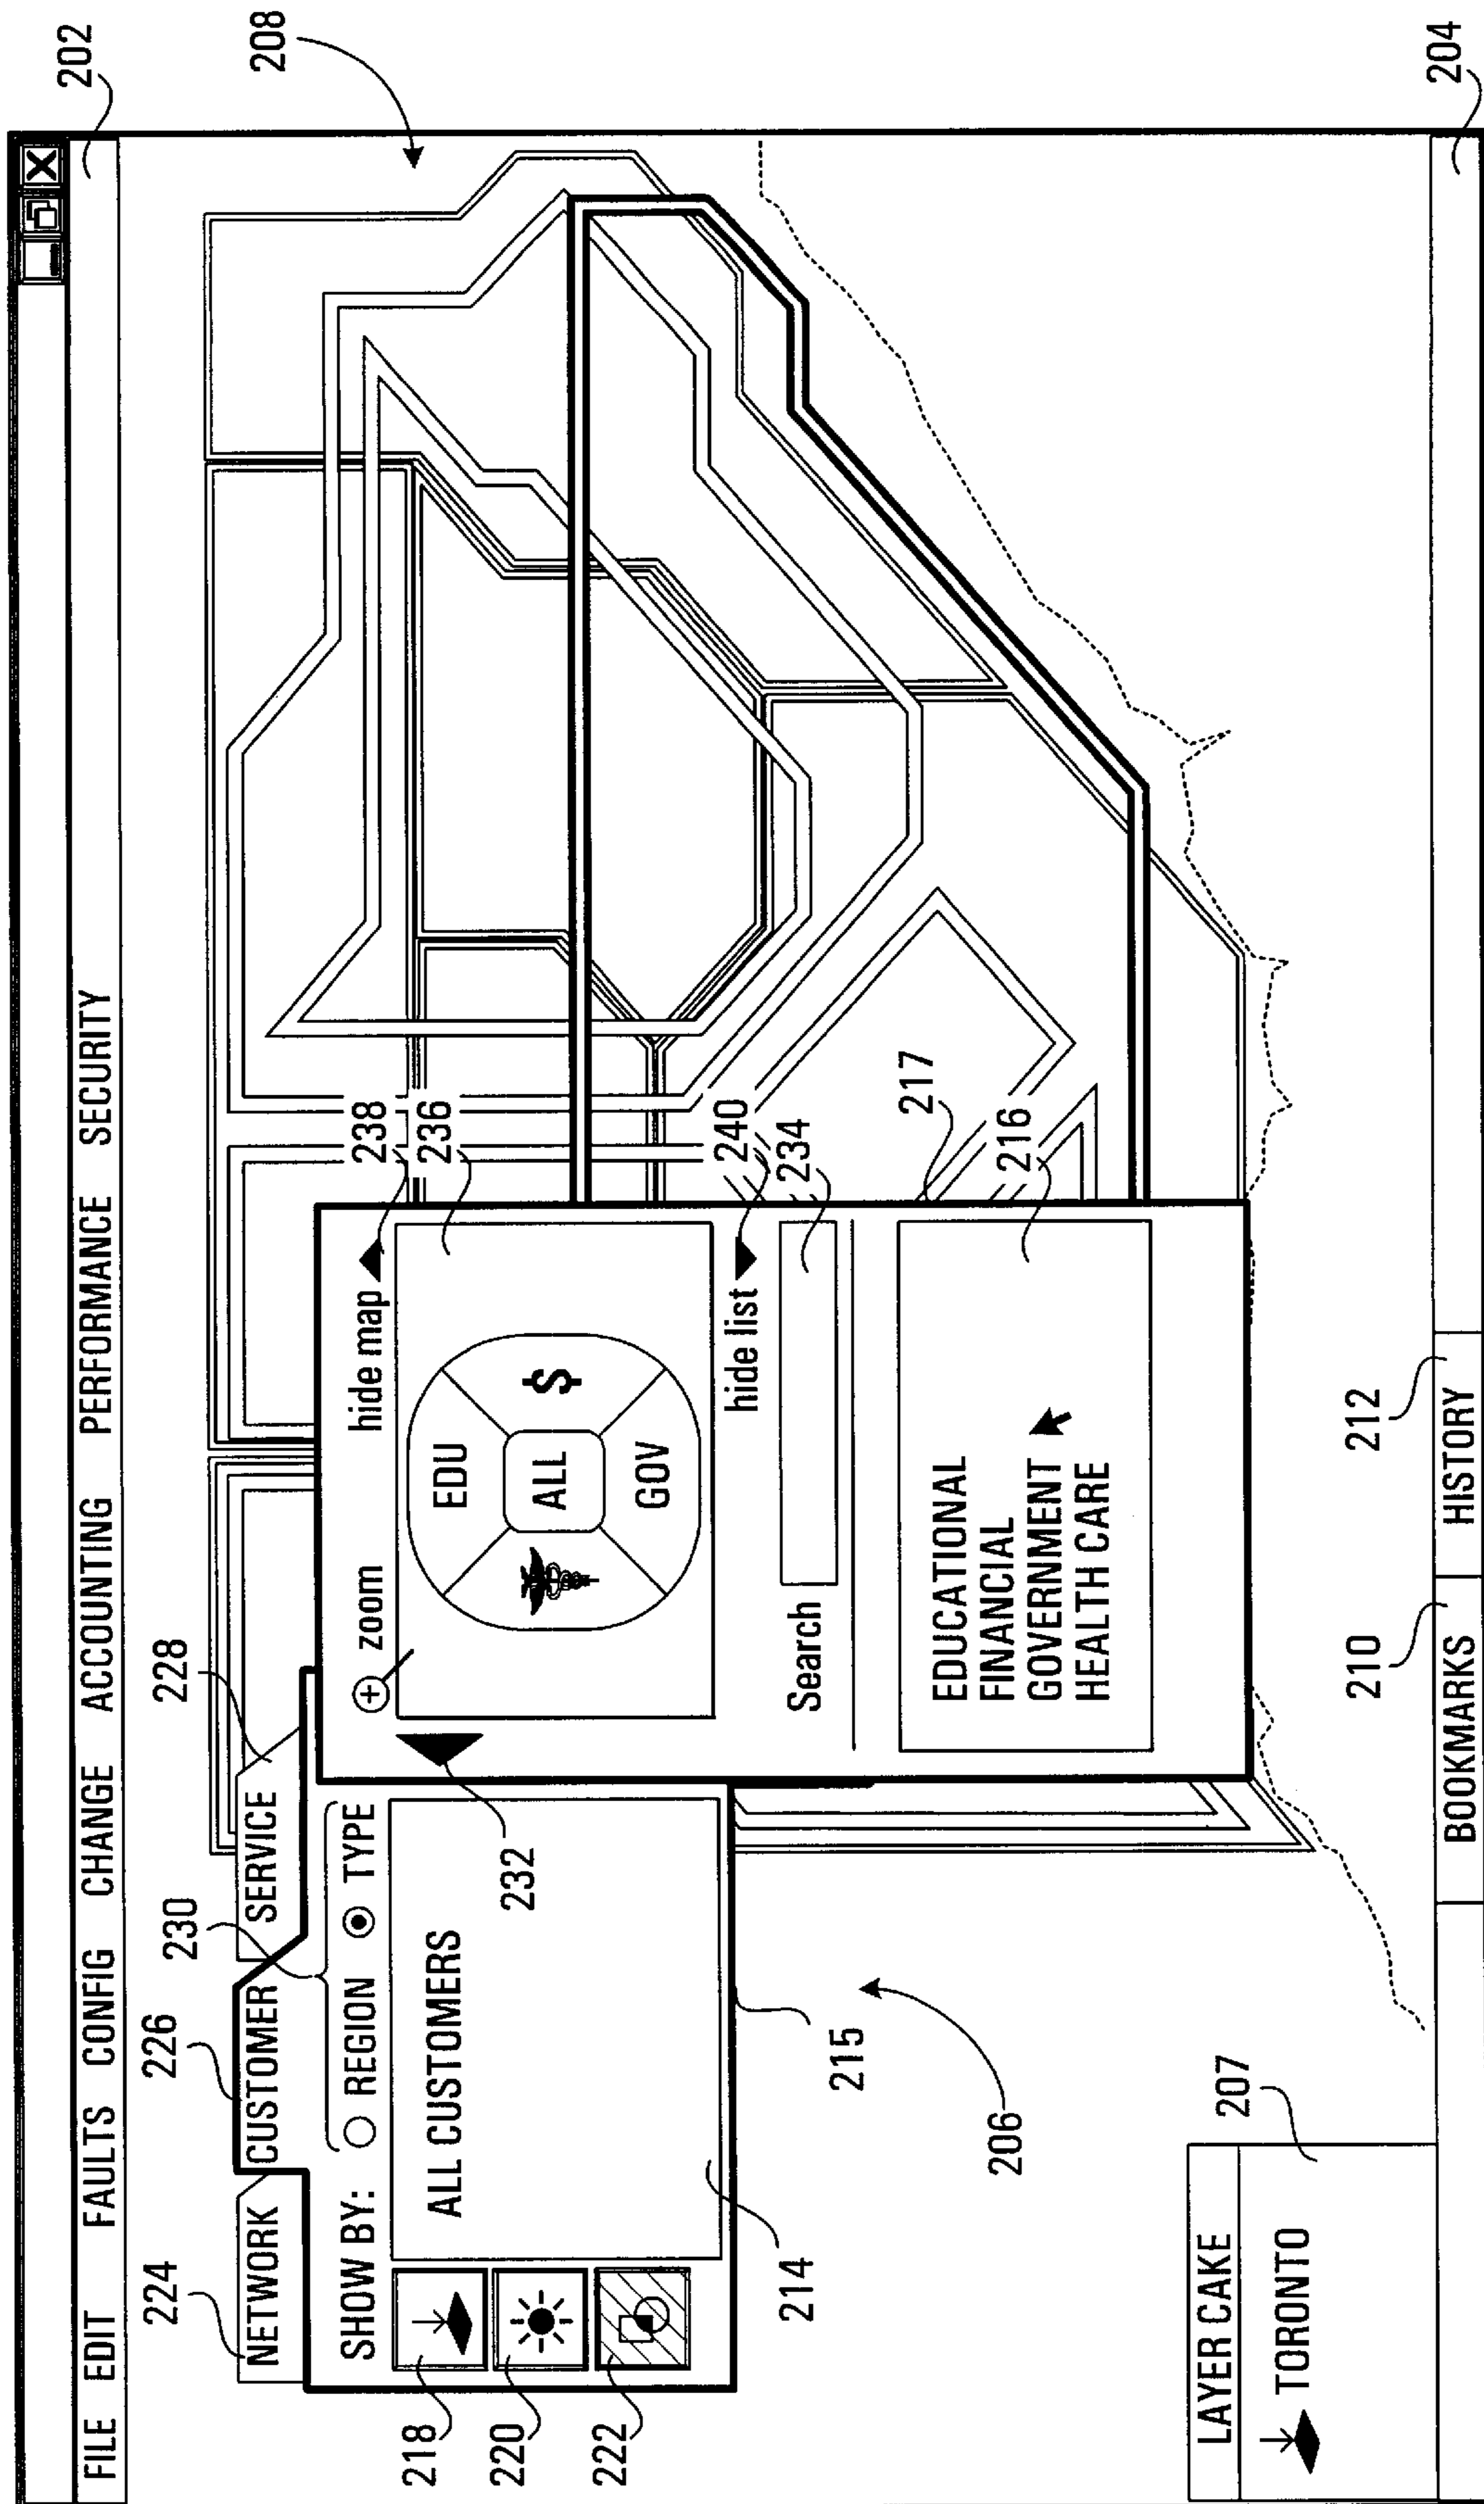 202
FILE EDIT FAULTS CONFIG CHANGE ACCOUNTING PERFORMANCE SECURITY
224
226
230
228
208
NETWORK CUSTOMER SERVICE
SHOW BY: REGION TYPE
zoom hide map
238
236
218
220
222
ALL CUSTOMERS
232
EDU
ALL
$
GOV
hide list
240
Search
234
214
215
206
217
216
EDUCATIONAL
FINANCIAL
GOVERNMENT
HEALTH CARE
207
LAYER CAKE
TORONTO
210
212
204
BOOKMARKS HISTORY